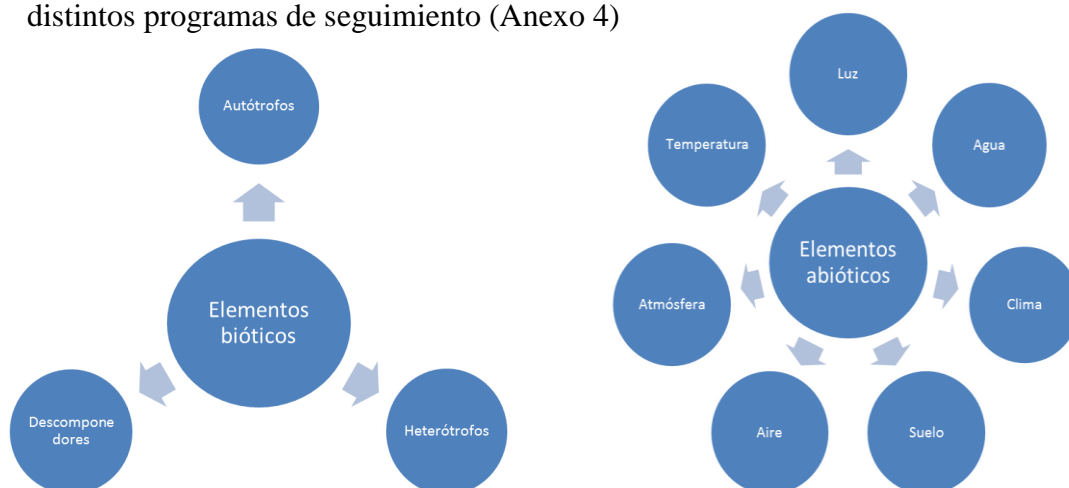 distintos programas de seguimiento (Anexo 4)
Autótrofos
Elementos
bióticos
Descompone
dores
Heterótrofos
Luz
Temperatura
Agua
Elementos
abióticos
Atmósfera
Clima
Aire
Suelo